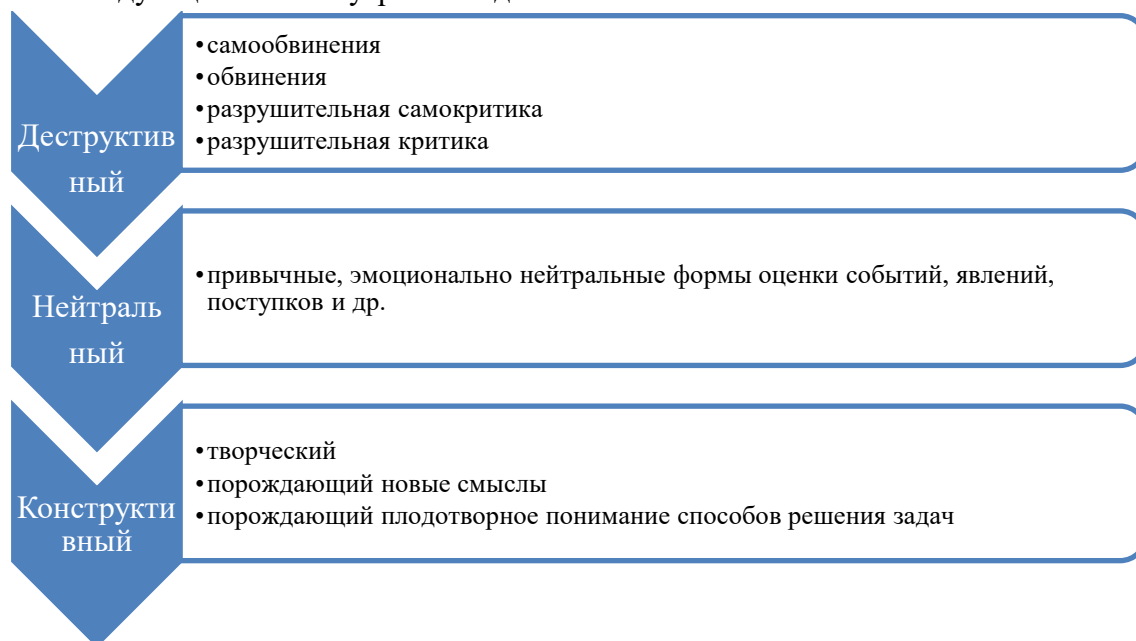 Деструктив
ный
•самообвинения
•обвинения
•разрушительная самокритика
•разрушительная критика
Нейтраль
ный
•привычные, эмоционально нейтральные формы оценки событий, явлений,
поступков и др.
Конструкти
вный
•творческий
•порождающий новые смыслы
•порождающий плодотворное понимание способов решения задач